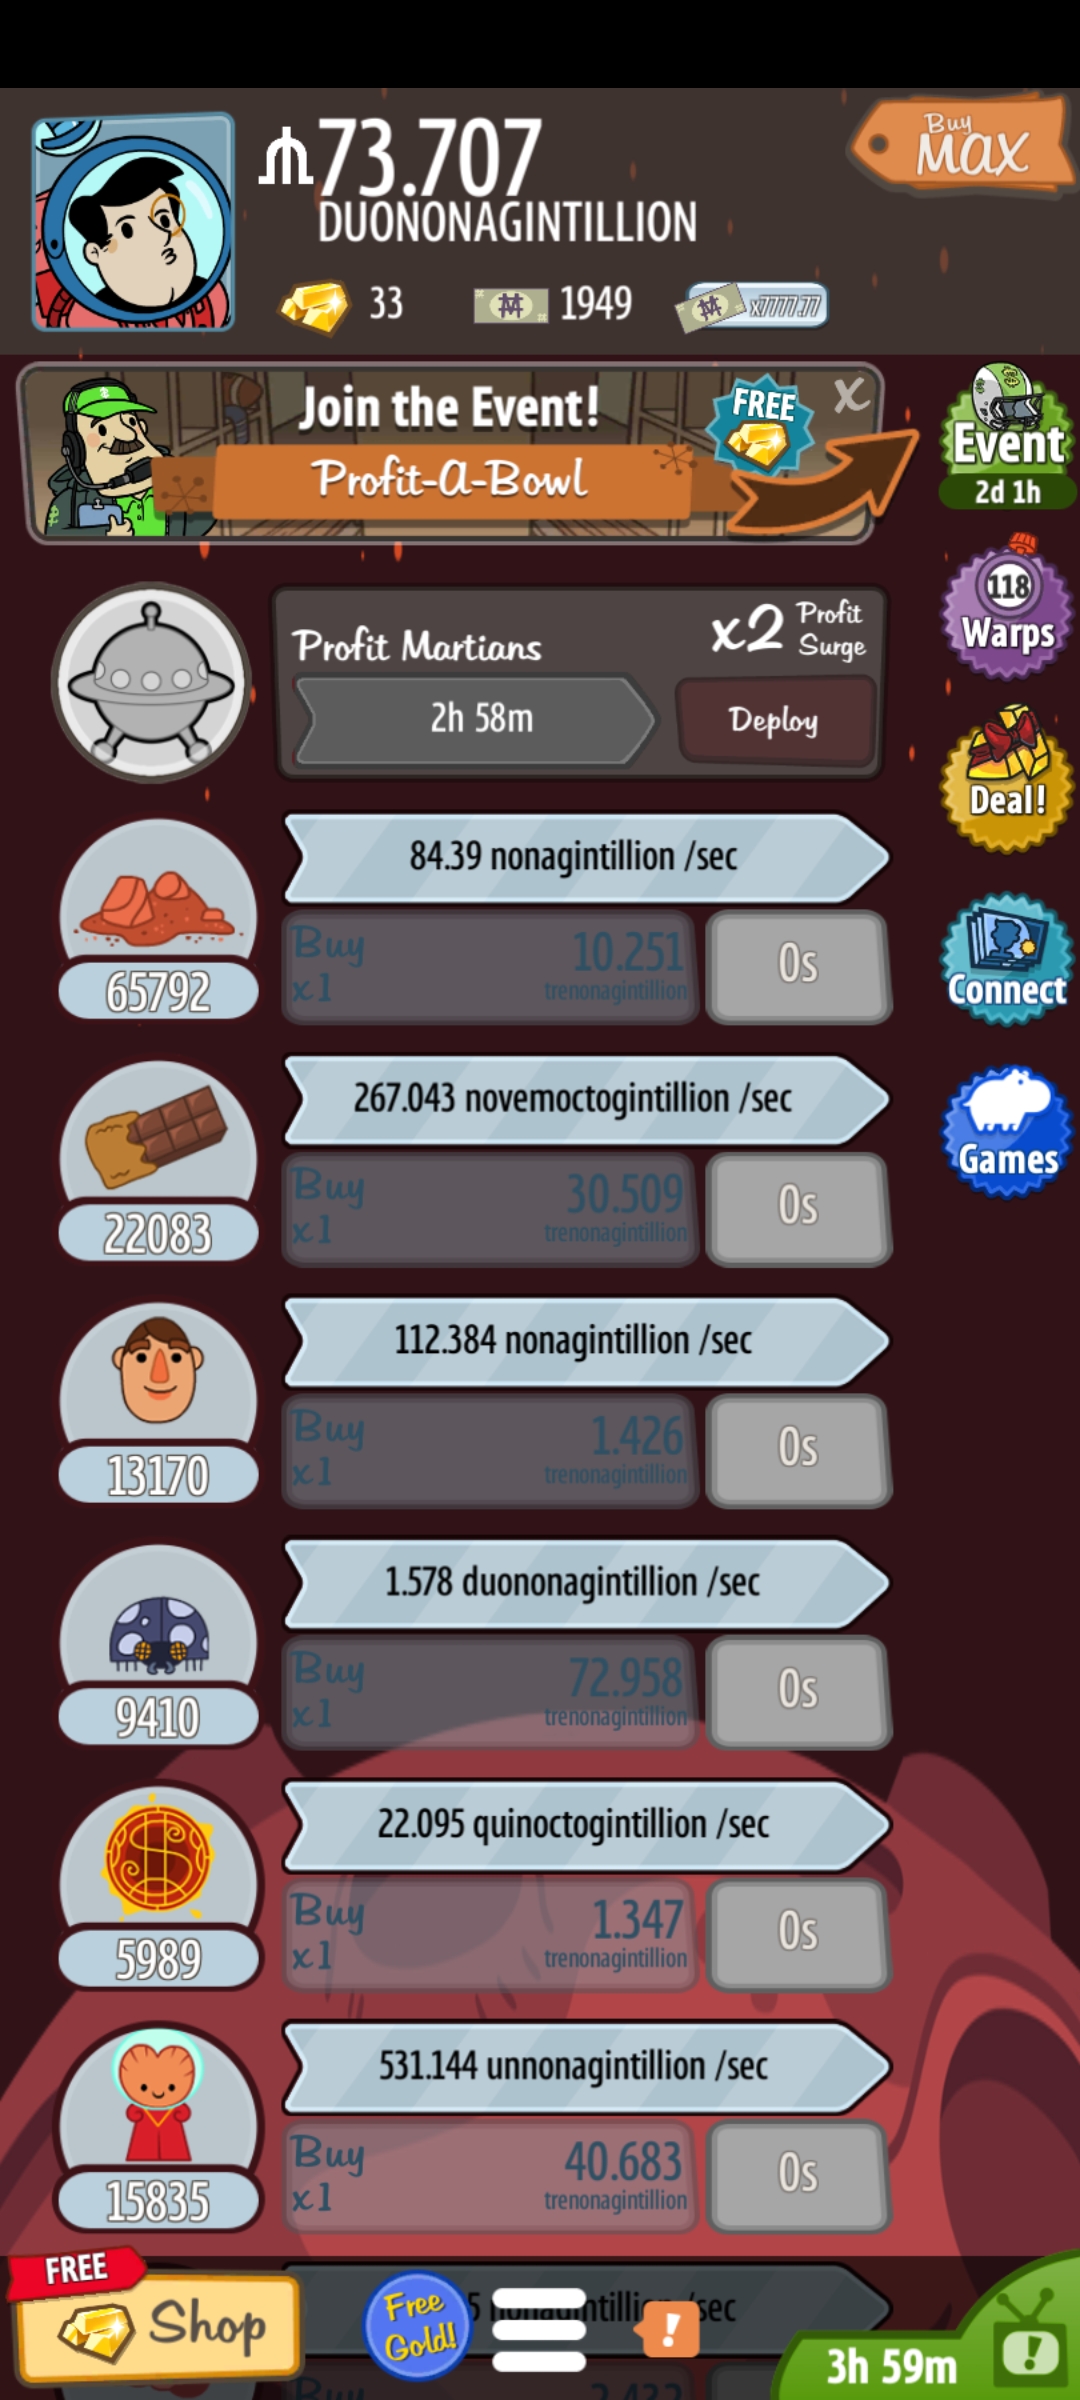 73.707
DUONONAGINTILLION
Buy
MAX
33
1949
x7777.77
Join the Event!
Profit-A-Bowl
FREE
X
Event
2d 1h
Profit Martians
x2 Profit Surge
2h 58m
Deploy
118
Warps
Deal!
84.39 nonagintillion /sec
65792
Buy x1
10.251
trenonagintillion
0s
Connect
267.043 novemoctogintillion /sec
22083
Buy x1
30.509
trenonagintillion
0s
Games
112.384 nonagintillion /sec
13170
Buy x1
1.426
trenonagintillion
0s
1.578 duononagintillion /sec
9410
Buy x1
72.958
trenonagintillion
0s
22.095 quinoctogintillion /sec
5989
Buy x1
1.347
trenonagintillion
0s
531.144 unnonagintillion /sec
15835
Buy x1
40.683
trenonagintillion
0s
FREE
Shop
Free Gold!
/sec
Buy
3h 59m